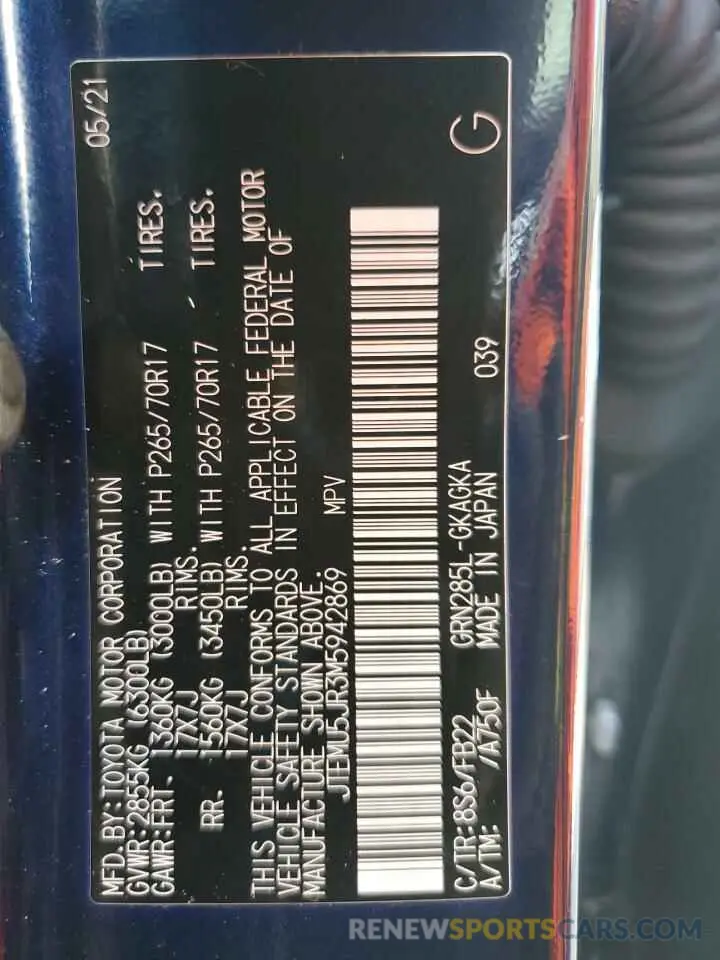 MFD. BY: TOYOTA MOTOR CORPORATION 05/21
GVWR: 2855KG (6300LB)
GAWR: FRT- 1360KG (3000LB) WITH P265/70R17 TIRES.
17X7J RIMS.
RR. 1560KG (3450LB) WITH P265/70R17 TIRES.
17X7J RIMS.
THIS VEHICLE CONFORMS TO ALL APPLICABLE FEDERAL MOTOR
VEHICLE SAFETY STANDARDS IN EFFECT ON THE DATE OF
MANUFACTURE SHOWN ABOVE.
JTEMU5JR3M5942869 MPV
C/TR: 8S6/FB22 GRN285L-GKAGKA G
A/TM: /A750F MADE IN JAPAN 039
RENEWSPORTSCARS.COM